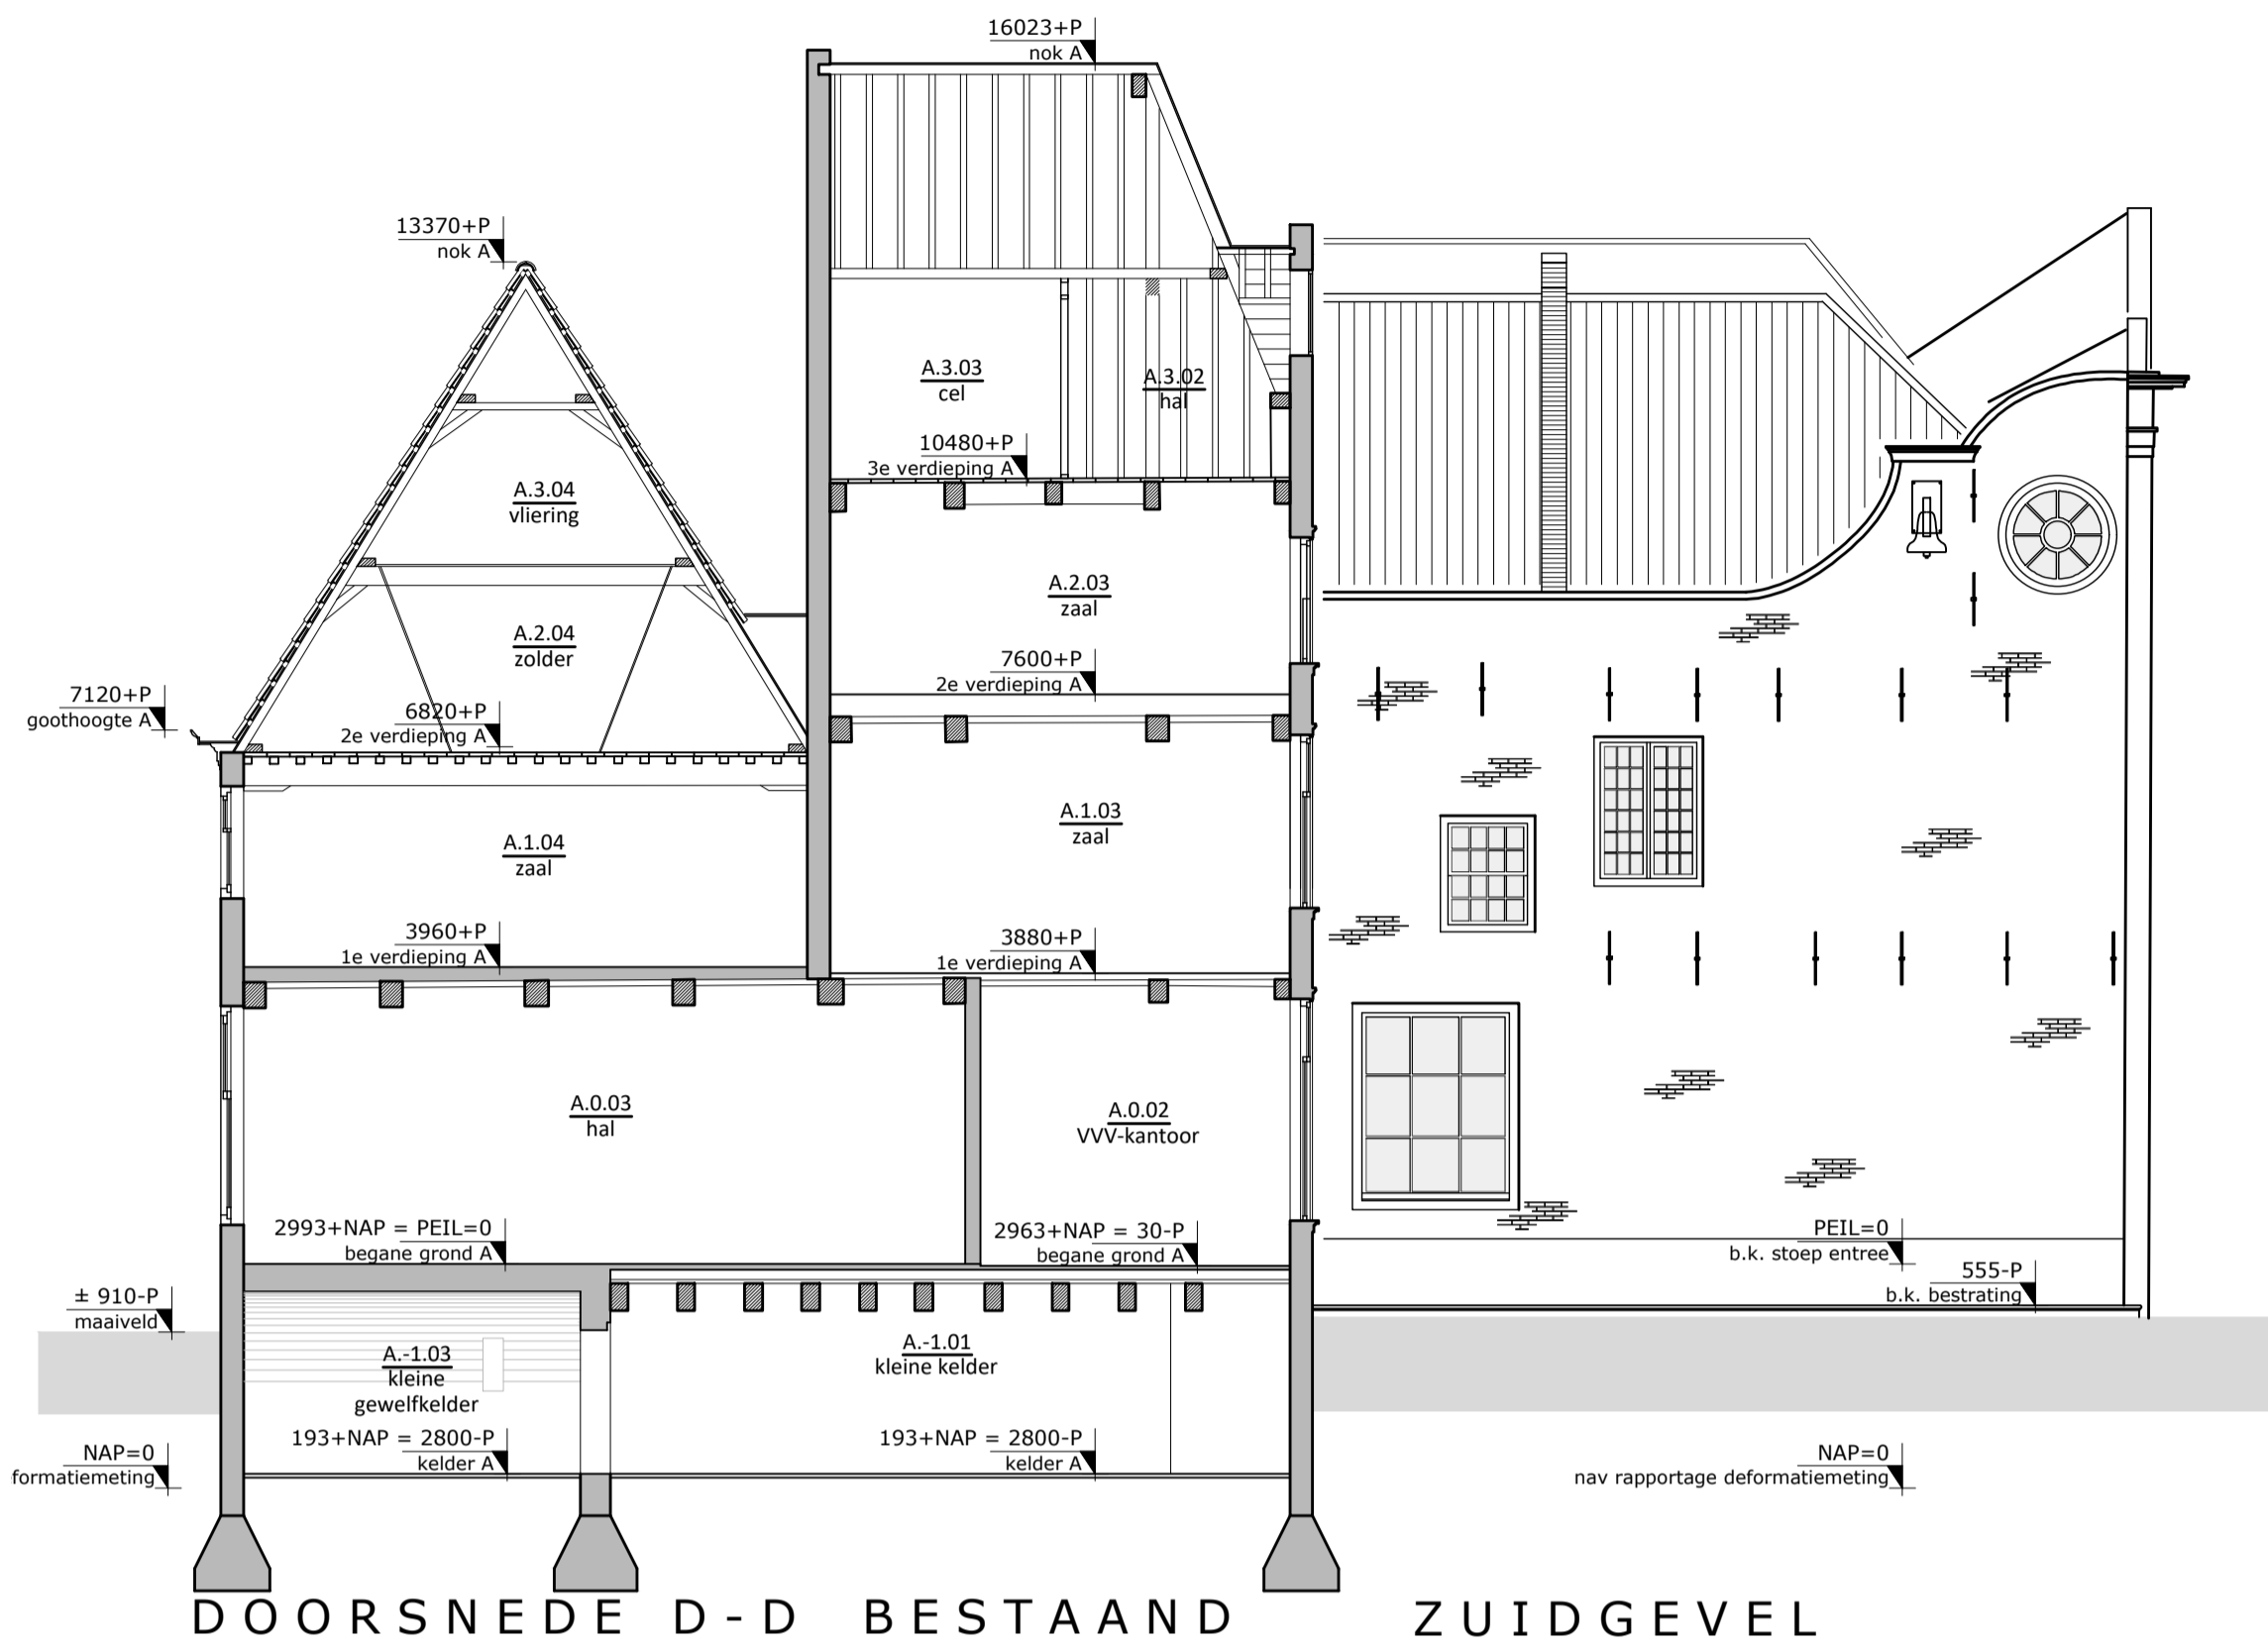 16023+P
nok A
13370+P
nok A
A.3.03
cel
A.3.02
hal
10480+P
3e verdieping A
A.3.04
vliering
A.2.03
zaal
A.2.04
zolder
7600+P
2e verdieping A
7120+P
goothoogte A
6820+P
2e verdieping A
A.1.03
zaal
A.1.04
zaal
3960+P
1e verdieping A
3880+P
1e verdieping A
A.0.03
hal
A.0.02
VVV-kantoor
2993+NAP = PEIL=0
begane grond A
2963+NAP = 30-P
begane grond A
PEIL=0
b.k. stoep entree
555-P
b.k. bestrating
± 910-P
maaiveld
A.-1.03
kleine
gewelfkelder
A.-1.01
kleine kelder
193+NAP = 2800-P
kelder A
193+NAP = 2800-P
kelder A
NAP=0
formatiemeting
NAP=0
nav rapportage deformatiemeting
DOORSNEDE D-D BESTAAND
ZUIDGEVEL